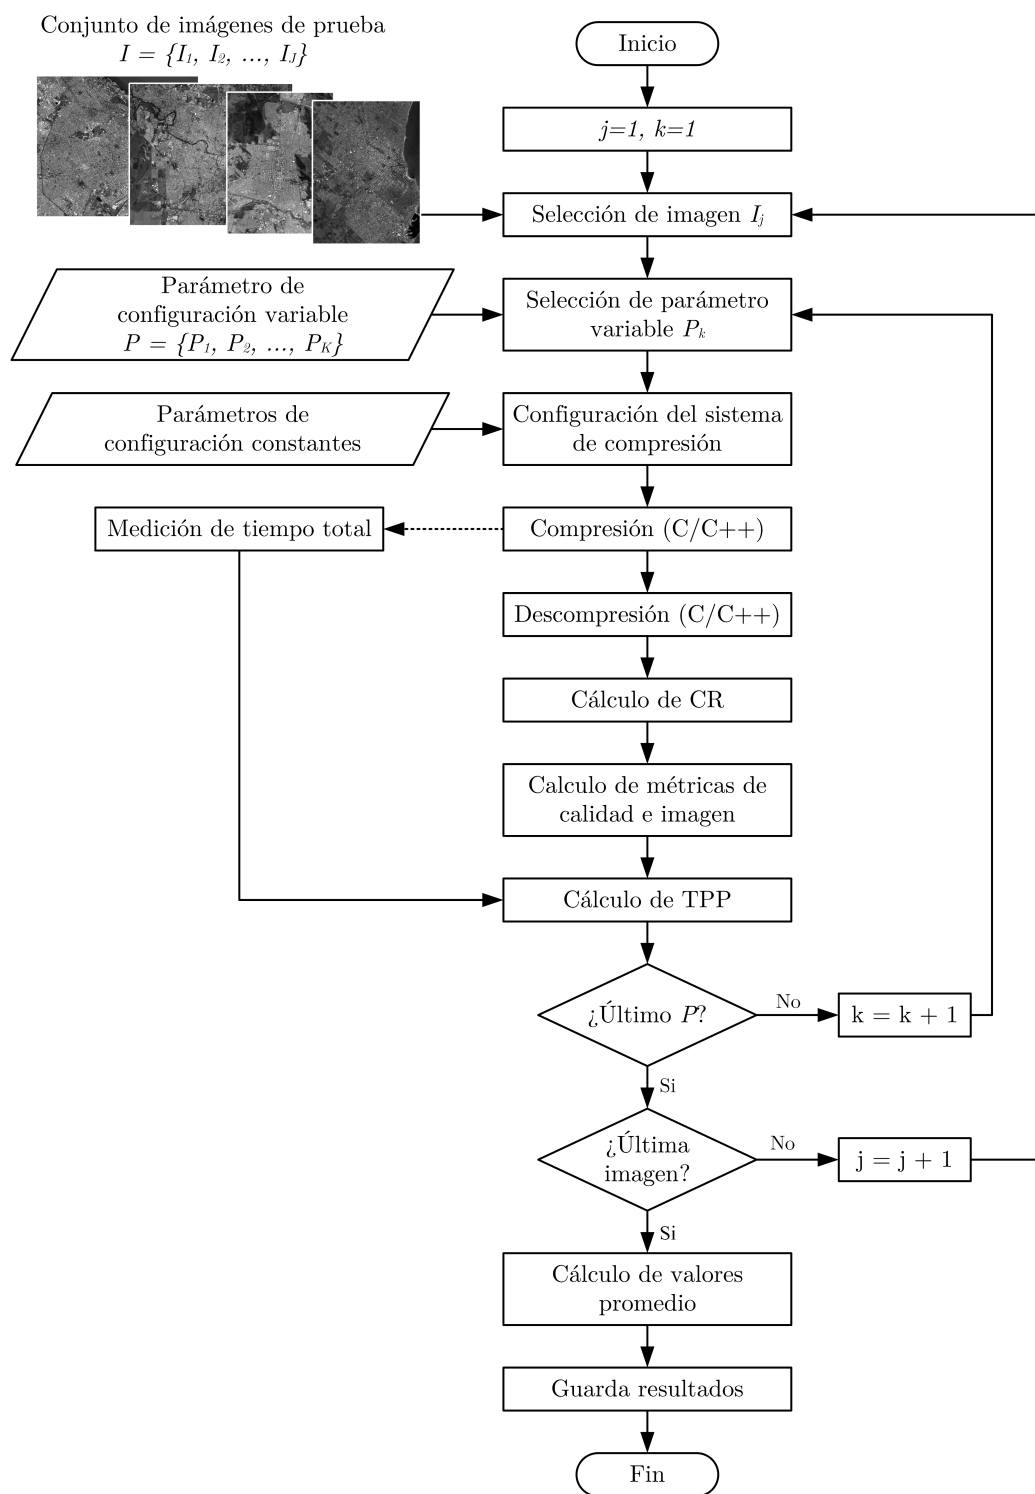 Conjunto de imágenes de prueba
I = {I1, I2, ..., IJ}
Inicio
j=1, k=1
Selección de imagen Ij
Parámetro de
configuración variable
P = {P1, P2, ..., PK}
Selección de parámetro
variable Pk
Parámetros de
configuración constantes
Configuración del sistema
de compresión
Medición de tiempo total
Compresión (C/C++)
Descompresión (C/C++)
Cálculo de CR
Calculo de métricas de
calidad e imagen
Cálculo de TPP
¿Último P?
No
k = k + 1
Si
¿Última
imagen?
No
j = j + 1
Si
Cálculo de valores
promedio
Guarda resultados
Fin